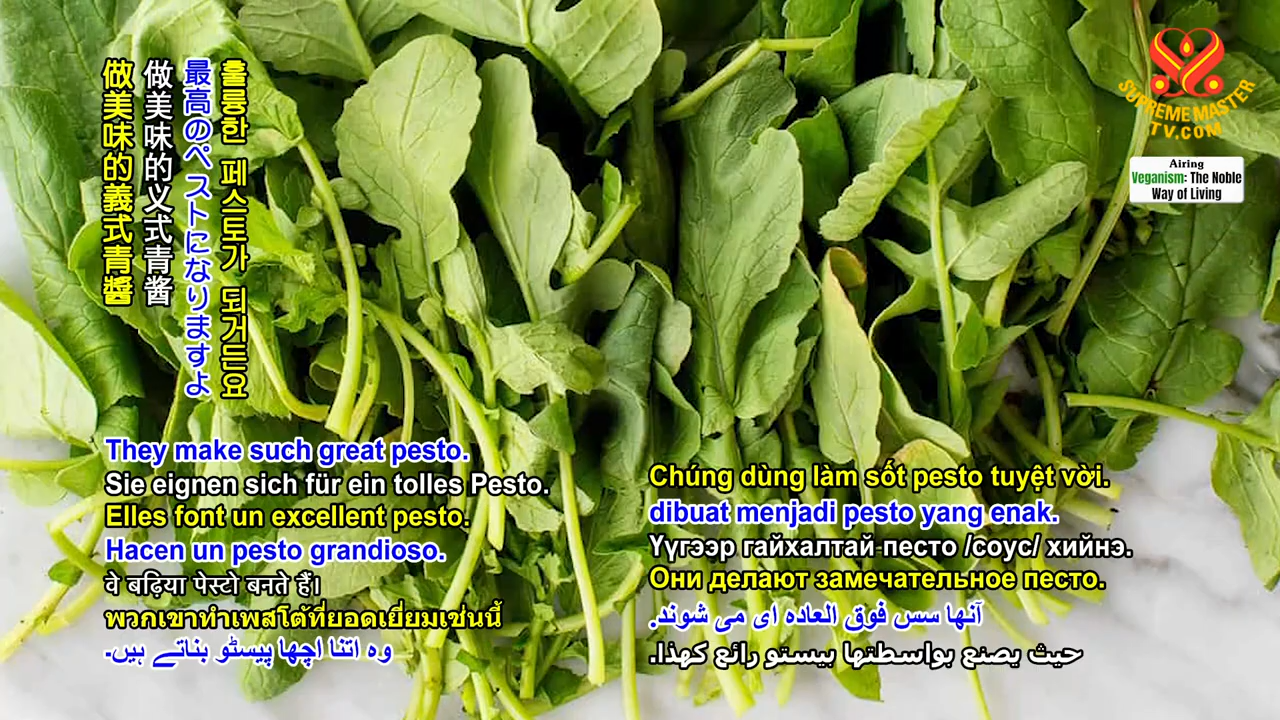 做美味的義式青醬
做美味的义式青酱
最高のペストになりますよ
훌륭한 페스토가 되거든요
SUPREME MASTER
TV.COM
Airing
Veganism: The Noble
Way of Living
They make such great pesto.
Sie eignen sich für ein tolles Pesto.
Elles font un excellent pesto.
Hacen un pesto grandioso.
वे बढ़िया पेस्टो बनते हैं।
พวกเขาทำเพสโต้ที่ยอดเยี่ยมเช่นนี้
وہ اتنا اچھا پیسٹو بناتے ہیں۔
Chúng dùng làm sốt pesto tuyệt vời.
dibuat menjadi pesto yang enak.
Үүгээр гайхалтай песто /соус/ хийнэ.
Они делают замечательное песто.
آنها سس فوق العاده ای می شوند.
حيث يصنع بواسطتها بيستو رائع كهذا.